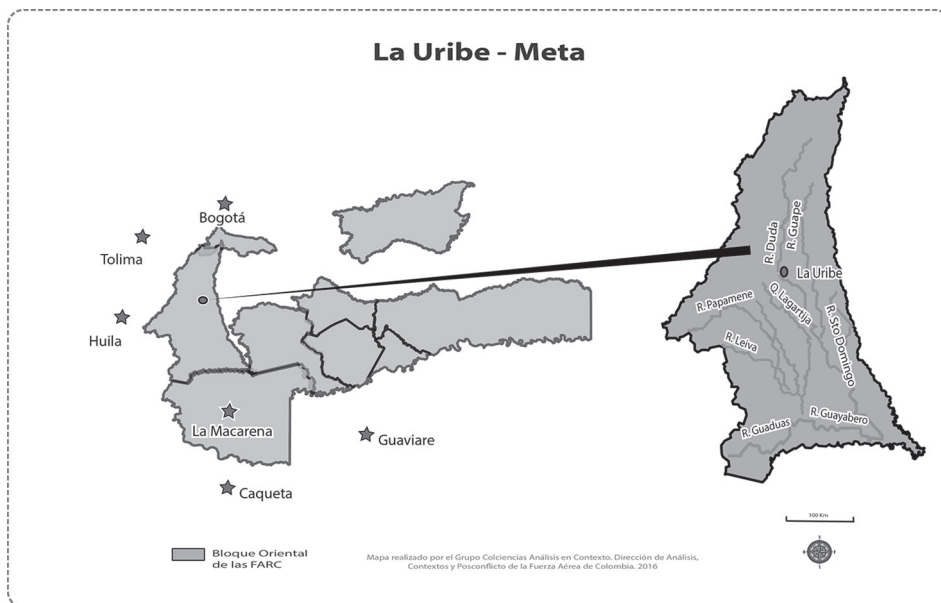 La Uribe - Meta
Bogotá
Tolima
Huila
La Macarena
Guaviare
Caqueta
R. Duda
R. Guape
La Uribe
Q. Lagartija
R. Papamene
R. Sto Domingo
R. Leiva
R. Guayabero
R. Guaduas
100 Km
Bloque Oriental
de las FARC
Mapa realizado por el Grupo Colciencias Análisis en Contexto. Dirección de Análisis,
Contextos y Posconflicto de la Fuerza Aérea de Colombia. 2016